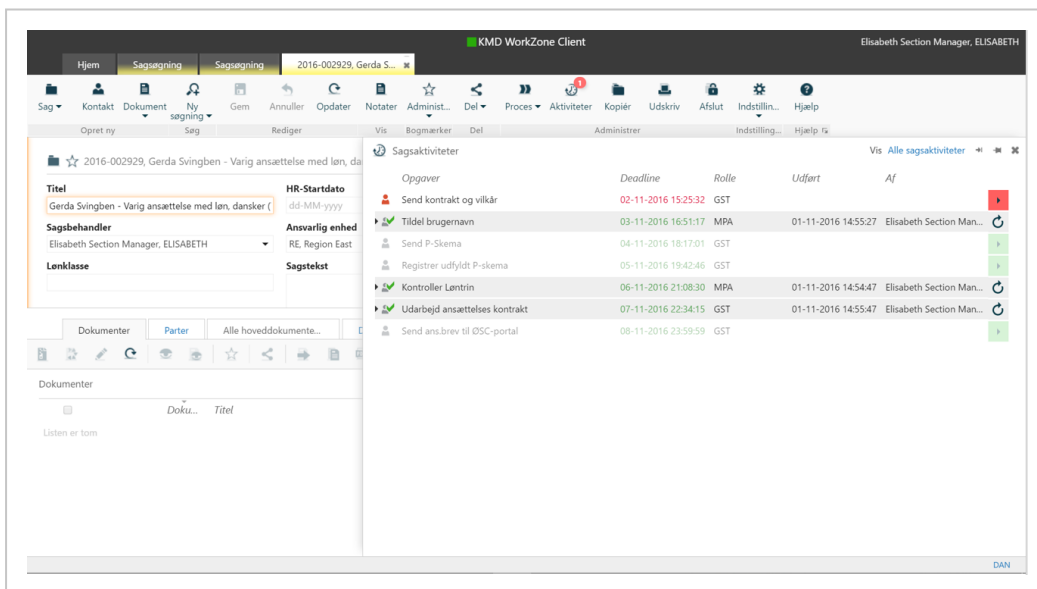 KMD WorkZone Client
Elisabeth Section Manager, ELISABETH
Hjem Sagsøgning Sagsøgning 2016-002929, Gerda S...
Sag Kontakt Dokument Ny søgning Gem Annuller Opdater Notater Administ... Del Proces Aktiviteter 1 Kopiér Udskriv Afslut Indstillin... Hjælp
Opret ny Søg Rediger Vis Bogmærker Del Administrer Indstilling... Hjælp
2016-002929, Gerda Svingben - Varig ansættelse med løn, da
Titel HR-Startdato
Gerda Svingben - Varig ansættelse med løn, dansker ( dd-MM-yyyy
Sagsbehandler Ansvarlig enhed
Elisabeth Section Manager, ELISABETH RE, Region East
Lønklasse Sagstekst
Dokumenter Parter Alle hoveddokumente... D
Dokumenter
Doku... Titel
Listen er tom
Sagsaktiviteter Vis Alle sagsaktiviteter
Opgaver Deadline Rolle Udført Af
Send kontrakt og vilkår 02-11-2016 15:25:32 GST
Tildel brugernavn 03-11-2016 16:51:17 MPA 01-11-2016 14:55:27 Elisabeth Section Man...
Send P-Skema 04-11-2016 18:17:01 GST
Registrer udfyldt P-skema 05-11-2016 19:42:46 GST
Kontroller Løntrin 06-11-2016 21:08:30 MPA 01-11-2016 14:54:47 Elisabeth Section Man...
Udarbejd ansættelses kontrakt 07-11-2016 22:34:15 GST 01-11-2016 14:55:47 Elisabeth Section Man...
Send ans.brev til ØSC-portal 08-11-2016 23:59:59 GST
DAN